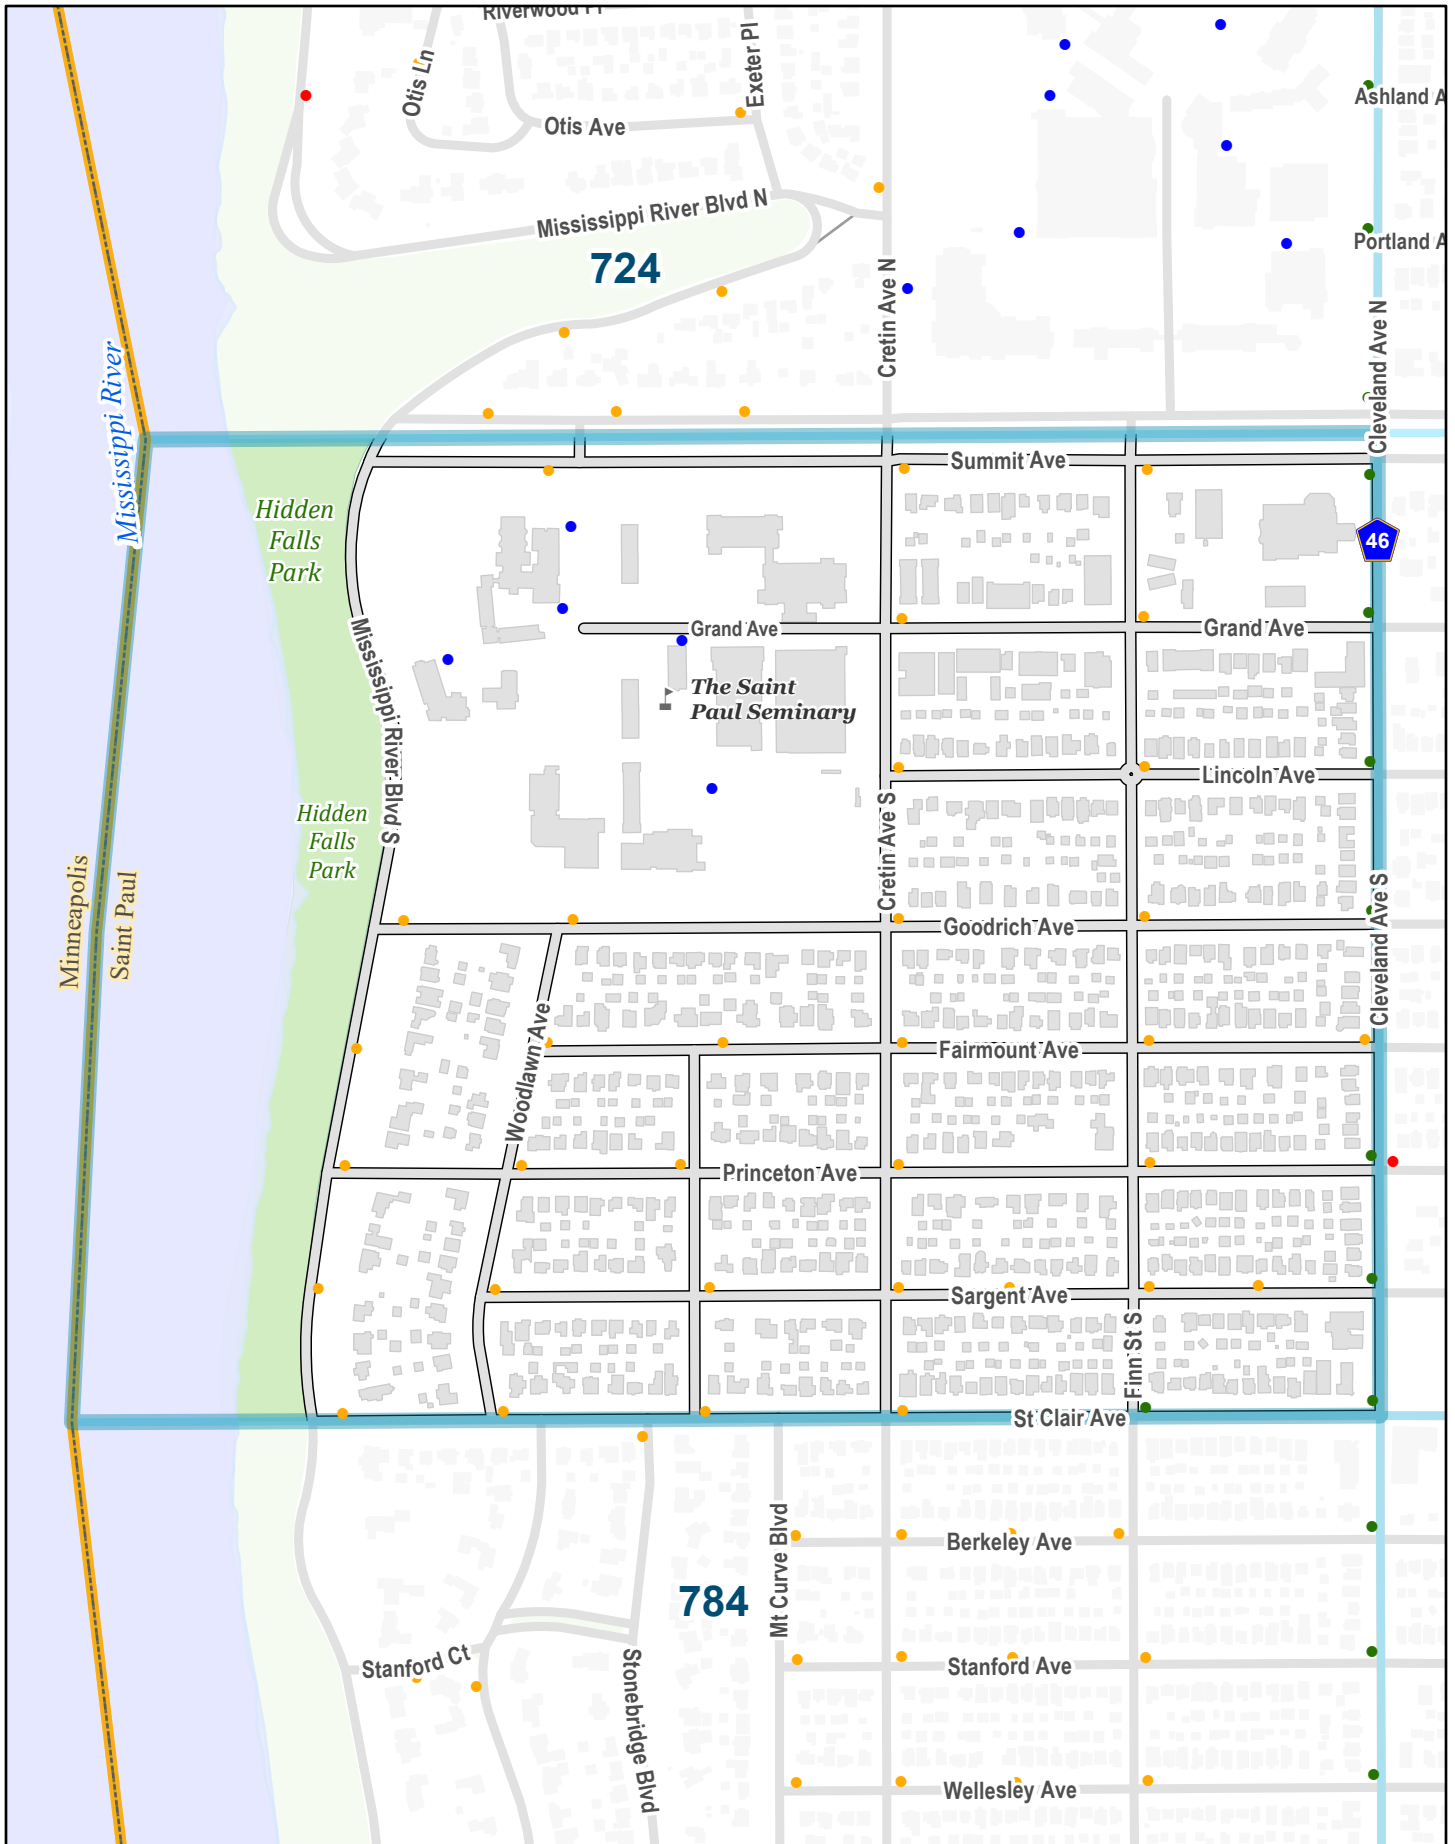 Riverwood Pl
Otis Ln
Exeter Pl
Ashland A
Otis Ave
Mississippi River Blvd N
Portland A
724
Cretin Ave N
Cleveland Ave N
Mississippi River
Summit Ave
Hidden
Falls
Park
46
Mississippi River Blvd S
Grand Ave
Grand Ave
The Saint
Paul Seminary
Lincoln Ave
Hidden
Falls
Park
Cretin Ave S
Minneapolis
Saint Paul
Cleveland Ave S
Goodrich Ave
Woodlawn Ave
Fairmount Ave
Princeton Ave
Sargent Ave
Finn St S
St Clair Ave
Mt Curve Blvd
Berkeley Ave
784
Stanford Ct
Stonebridge Blvd
Stanford Ave
Wellesley Ave